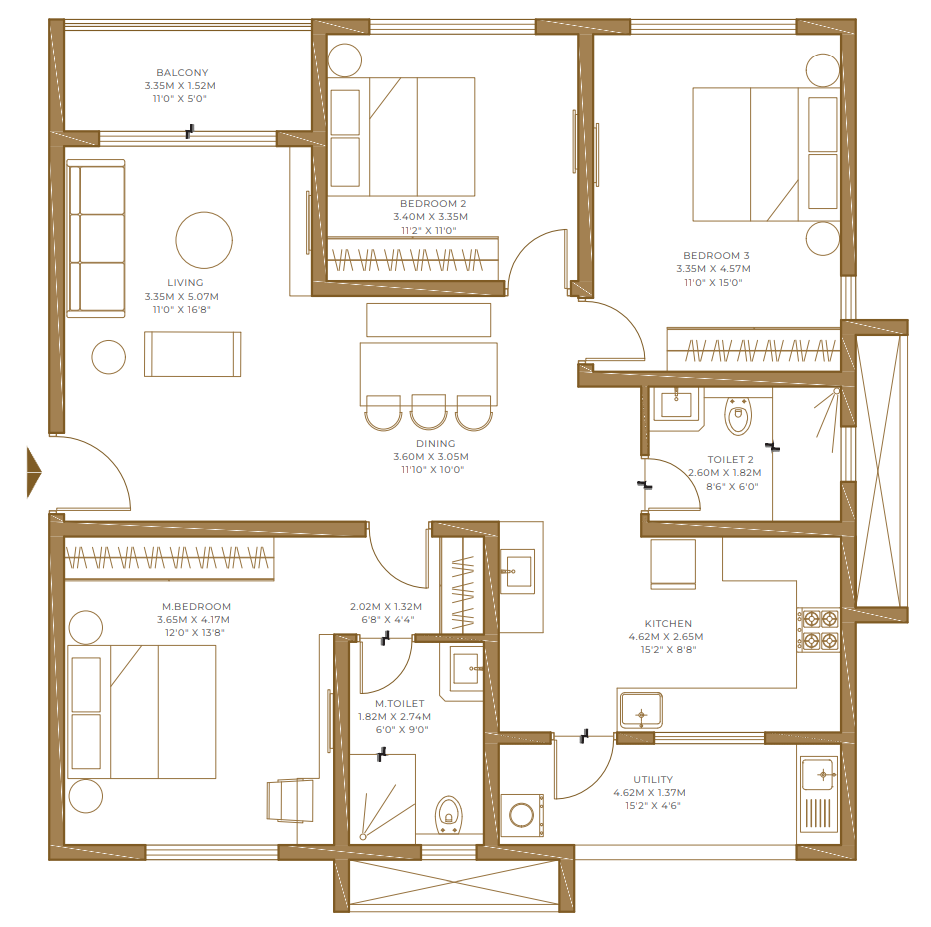 BALCONY
3.35M X 1.52M
11'0" X 5'0"
BEDROOM 2
3.40M X 3.35M
11'2" X 11'0"
BEDROOM 3
3.35M X 4.57M
11'0" X 15'0"
LIVING
3.35M X 5.07M
11'0" X 16'8"
DINING
3.60M X 3.05M
11'10" X 10'0"
TOILET 2
2.60M X 1.82M
8'6" X 6'0"
M.BEDROOM
3.65M X 4.17M
12'0" X 13'8"
2.02M X 1.32M
6'8" X 4'4"
KITCHEN
4.62M X 2.65M
15'2" X 8'8"
M.TOILET
1.82M X 2.74M
6'0" X 9'0"
UTILITY
4.62M X 1.37M
15'2" X 4'6"